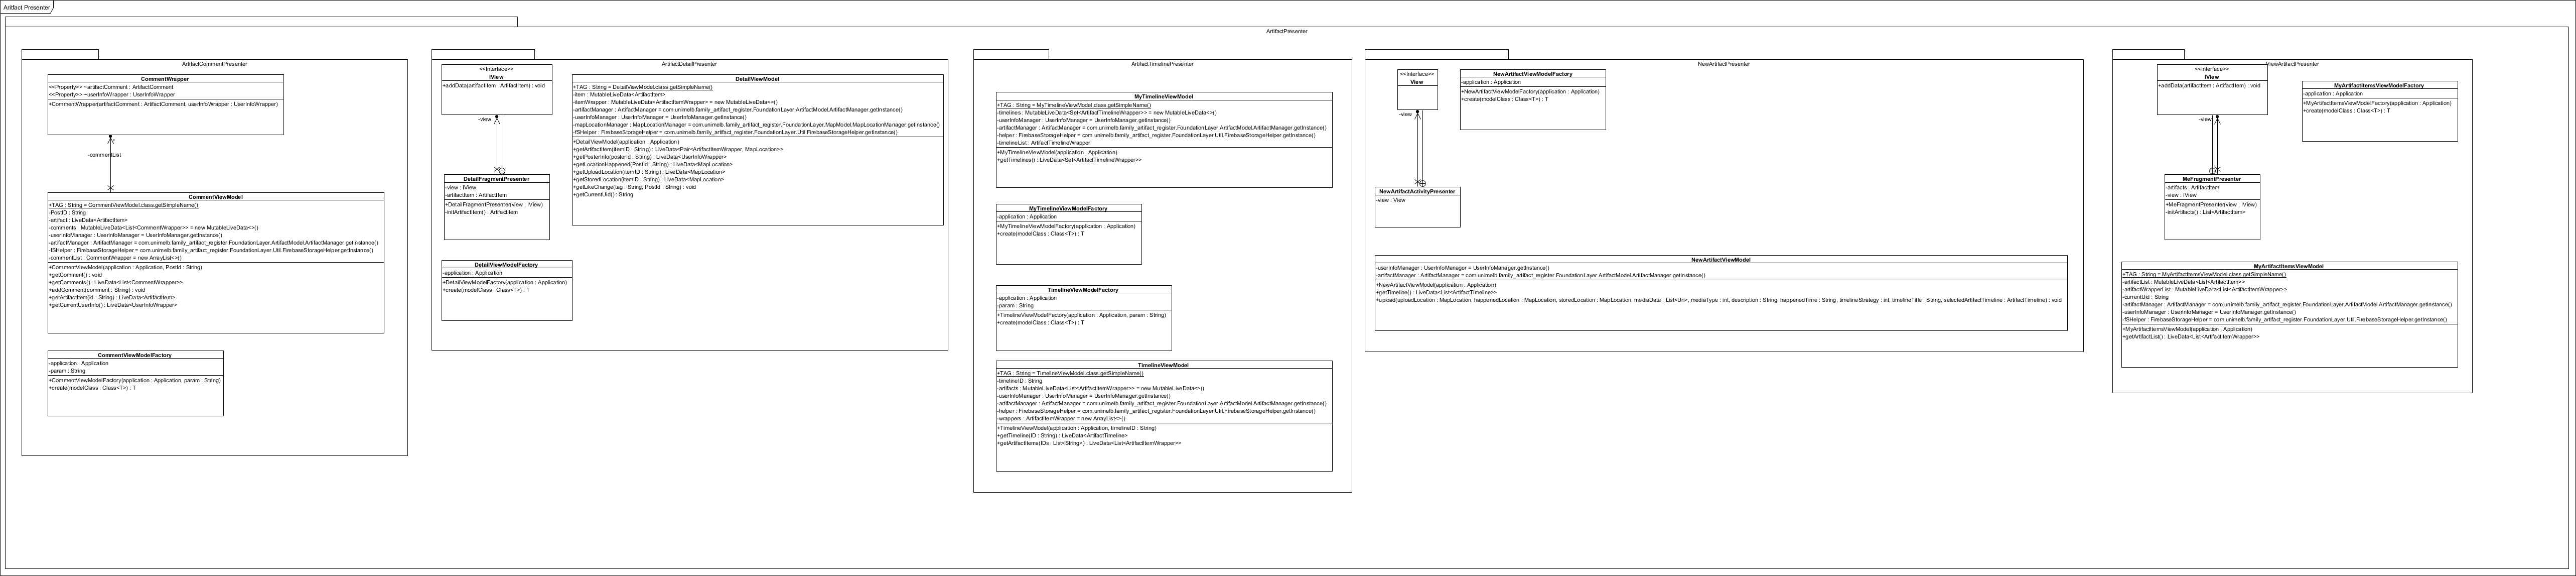 Aritfact Presenter
ArtifactPresenter
ArtifactCommentPresenter
CommentWrapper
<<Property>> ~artifactComment : ArtifactComment
<<Property>> ~userInfoWrapper : UserInfoWrapper
+CommentWrapper(artifactComment : ArtifactComment, userInfoWrapper : UserInfoWrapper)
-commentList
CommentViewModel
+TAG : String = CommentViewModel.class.getSimpleName()
-PostID : String
-artifact : LiveData<ArtifactItem>
-comments : MutableLiveData<List<CommentWrapper>> = new MutableLiveData<>()
-userInfoManager : UserInfoManager = UserInfoManager.getInstance()
-artifactManager : ArtifactManager = com.unimelb.family_artifact_register.FoundationLayer.ArtifactModel.ArtifactManager.getInstance()
-fSHelper : FirebaseStorageHelper = com.unimelb.family_artifact_register.FoundationLayer.Util.FirebaseStorageHelper.getInstance()
-commentList : CommentWrapper = new ArrayList<>()
+CommentViewModel(application : Application, PostId : String)
+getComment() : void
+getComments() : LiveData<List<CommentWrapper>>
+addComment(comment : String) : void
+getArtifactItem(id : String) : LiveData<ArtifactItem>
+getCurrentUserInfo() : LiveData<UserInfoWrapper>
CommentViewModelFactory
-application : Application
-param : String
+CommentViewModelFactory(application : Application, param : String)
+create(modelClass : Class<T>) : T
ArtifactDetailPresenter
<<Interface>>
IView
+addData(artifactItem : ArtifactItem) : void
-view
DetailFragmentPresenter
-view : IView
-artifactItem : ArtifactItem
+DetailFragmentPresenter(view : IView)
-initArtifactItem() : ArtifactItem
DetailViewModel
+TAG : String = DetailViewModel.class.getSimpleName()
-item : MutableLiveData<ArtifactItem>
-itemWrapper : MutableLiveData<ArtifactItemWrapper> = new MutableLiveData<>()
-artifactManager : ArtifactManager = com.unimelb.family_artifact_register.FoundationLayer.ArtifactModel.ArtifactManager.getInstance()
-userInfoManager : UserInfoManager = UserInfoManager.getInstance()
-mapLocationManager : MapLocationManager = com.unimelb.family_artifact_register.FoundationLayer.MapModel.MapLocationManager.getInstance()
-fSHelper : FirebaseStorageHelper = com.unimelb.family_artifact_register.FoundationLayer.Util.FirebaseStorageHelper.getInstance()
+DetailViewModel(application : Application)
+getArtifactItem(itemID : String) : LiveData<Pair<ArtifactItemWrapper, MapLocation>>
+getPosterInfo(posterId : String) : LiveData<UserInfoWrapper>
+getLocationHappened(PostId : String) : LiveData<MapLocation>
+getUploadLocation(itemID : String) : LiveData<MapLocation>
+getStoredLocation(itemID : String) : LiveData<MapLocation>
+getLikeChange(tag : String, PostId : String) : void
+getCurrentUid() : String
DetailViewModelFactory
-application : Application
+DetailViewModelFactory(application : Application)
+create(modelClass : Class<T>) : T
ArtifactTimelinePresenter
MyTimelineViewModel
+TAG : String = MyTimelineViewModel.class.getSimpleName()
-timelines : MutableLiveData<Set<ArtifactTimelineWrapper>> = new MutableLiveData<>()
-userInfoManager : UserInfoManager = UserInfoManager.getInstance()
-artifactManager : ArtifactManager = com.unimelb.family_artifact_register.FoundationLayer.ArtifactModel.ArtifactManager.getInstance()
-helper : FirebaseStorageHelper = com.unimelb.family_artifact_register.FoundationLayer.Util.FirebaseStorageHelper.getInstance()
-timelineList : ArtifactTimelineWrapper
+MyTimelineViewModel(application : Application)
+getTimelines() : LiveData<Set<ArtifactTimelineWrapper>>
MyTimelineViewModelFactory
-application : Application
+MyTimelineViewModelFactory(application : Application)
+create(modelClass : Class<T>) : T
TimelineViewModelFactory
-application : Application
-param : String
+TimelineViewModelFactory(application : Application, param : String)
+create(modelClass : Class<T>) : T
TimelineViewModel
+TAG : String = TimelineViewModel.class.getSimpleName()
-timelineID : String
-artifacts : MutableLiveData<List<ArtifactItemWrapper>> = new MutableLiveData<>()
-userInfoManager : UserInfoManager = UserInfoManager.getInstance()
-artifactManager : ArtifactManager = com.unimelb.family_artifact_register.FoundationLayer.ArtifactModel.ArtifactManager.getInstance()
-helper : FirebaseStorageHelper = com.unimelb.family_artifact_register.FoundationLayer.Util.FirebaseStorageHelper.getInstance()
-wrappers : ArtifactItemWrapper = new ArrayList<>()
+TimelineViewModel(application : Application, timelineID : String)
+getTimeline(ID : String) : LiveData<ArtifactTimeline>
+getArtifactItems(IDs : List<String>) : LiveData<List<ArtifactItemWrapper>>
NewArtifactPresenter
<<Interface>>
View
-view
NewArtifactActivityPresenter
-view : View
NewArtifactViewModelFactory
-application : Application
+NewArtifactViewModelFactory(application : Application)
+create(modelClass : Class<T>) : T
NewArtifactViewModel
-userInfoManager : UserInfoManager = UserInfoManager.getInstance()
-artifactManager : ArtifactManager = com.unimelb.family_artifact_register.FoundationLayer.ArtifactModel.ArtifactManager.getInstance()
+NewArtifactViewModel(application : Application)
+getTimeline() : LiveData<List<ArtifactTimeline>>
+upload(uploadLocation : MapLocation, happenedLocation : MapLocation, storedLocation : MapLocation, mediaData : List<Uri>, mediaType : int, description : String, happenedTime : String, timelineStrategy : int, timelineTitle : String, selectedArtifactTimeline : ArtifactTimeline) : void
ViewArtifactPresenter
<<Interface>>
IView
+addData(artifactItem : ArtifactItem) : void
-view
MeFragmentPresenter
-artifacts : ArtifactItem
-view : IView
+MeFragmentPresenter(view : IView)
-initArtifacts() : List<ArtifactItem>
MyArtifactItemsViewModelFactory
-application : Application
+MyArtifactItemsViewModelFactory(application : Application)
+create(modelClass : Class<T>) : T
MyArtifactItemsViewModel
+TAG : String = MyArtifactItemsViewModel.class.getSimpleName()
-artifactList : MutableLiveData<List<ArtifactItem>>
-artifactWrapperList : MutableLiveData<List<ArtifactItemWrapper>>
-currentUid : String
-artifactManager : ArtifactManager = com.unimelb.family_artifact_register.FoundationLayer.ArtifactModel.ArtifactManager.getInstance()
-userInfoManager : UserInfoManager = UserInfoManager.getInstance()
-fSHelper : FirebaseStorageHelper = com.unimelb.family_artifact_register.FoundationLayer.Util.FirebaseStorageHelper.getInstance()
+MyArtifactItemsViewModel(application : Application)
+getArtifactList() : LiveData<List<ArtifactItemWrapper>>